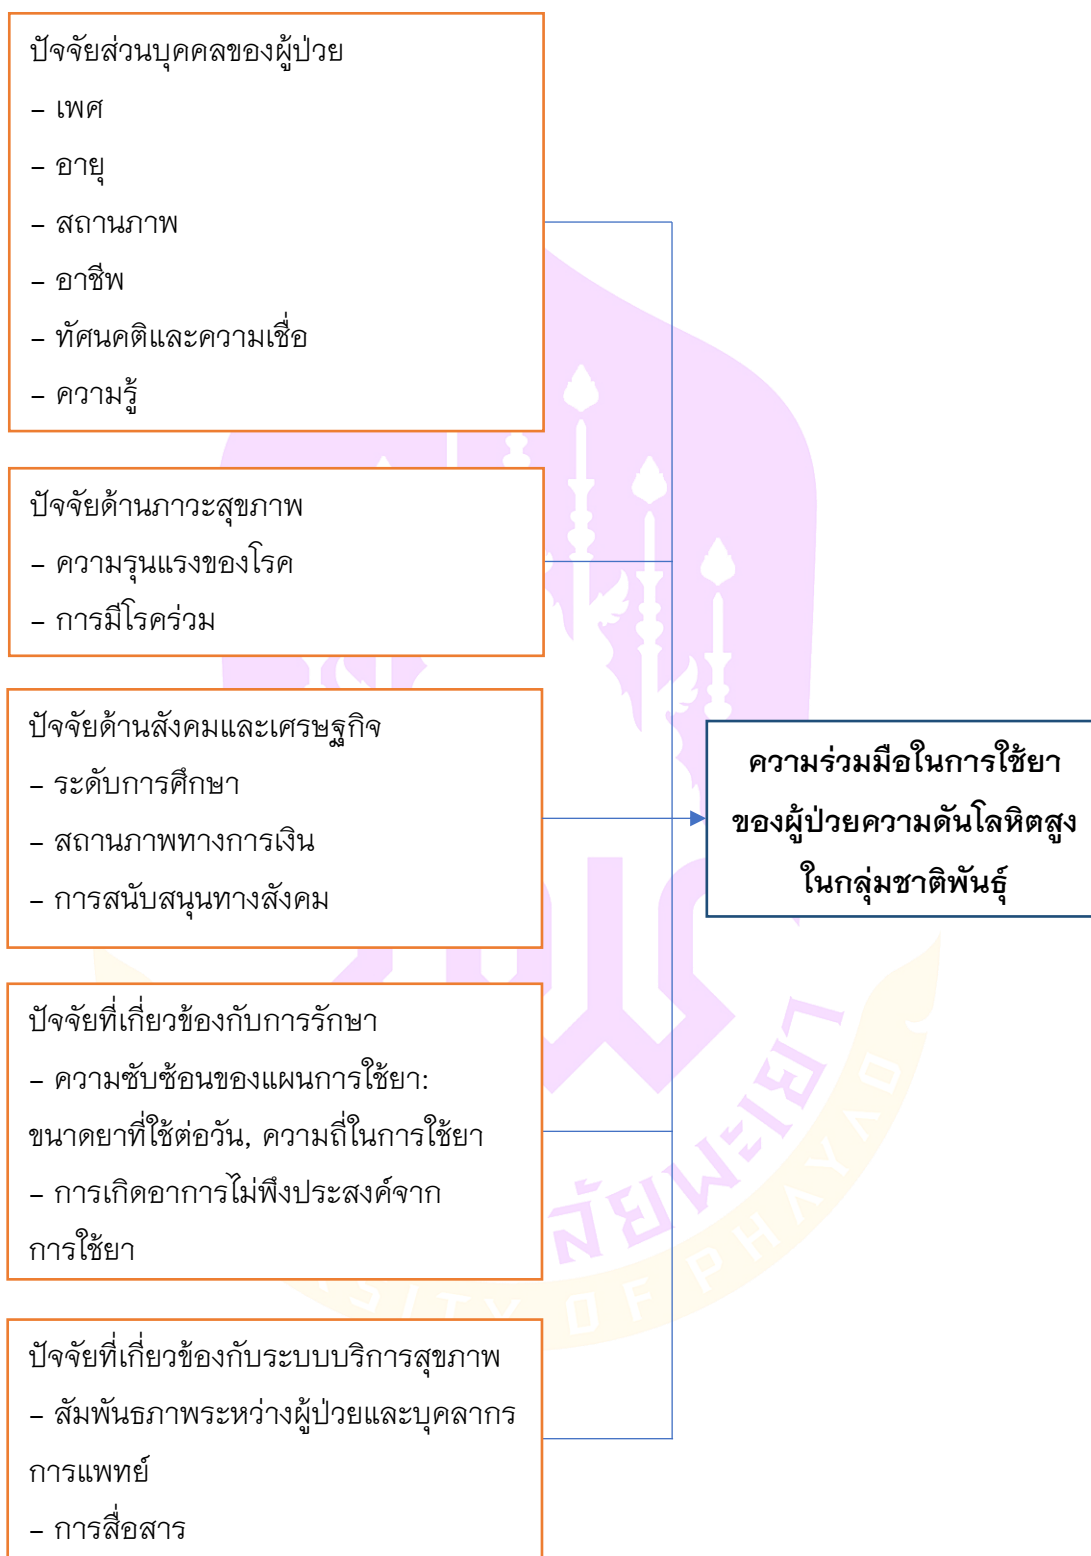 ปัจจัยส่วนบุคคลของผู้ป่วย
– เพศ
– อายุ
– สถานภาพ
– อาชีพ
– ทัศนคติและความเชื่อ
– ความรู้
ปัจจัยด้านภาวะสุขภาพ
– ความรุนแรงของโรค
– การมีโรคร่วม
ปัจจัยด้านสังคมและเศรษฐกิจ
– ระดับการศึกษา
– สถานภาพทางการเงิน
– การสนับสนุนทางสังคม
ความร่วมมือในการใช้ยา
ของผู้ป่วยความดันโลหิตสูง
ในกลุ่มชาติพันธุ์
ปัจจัยที่เกี่ยวข้องกับการรักษา
– ความซับซ้อนของแผนการใช้ยา:
ขนาดยาที่ใช้ต่อวัน, ความถี่ในการใช้ยา
– การเกิดอาการไม่พึงประสงค์จาก
การใช้ยา
ปัจจัยที่เกี่ยวข้องกับระบบบริการสุขภาพ
– สัมพันธภาพระหว่างผู้ป่วยและบุคลากร
การแพทย์
– การสื่อสาร
ลัยพะเยา
SITY OF PHAYAO